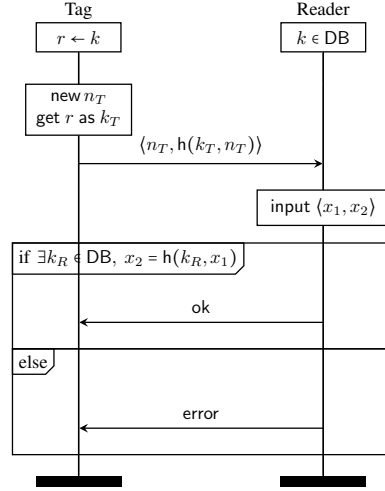 Tag Reader
r ← k k ∈ DB
new n_T
get r as k_T
⟨n_T, h(k_T, n_T)⟩
input ⟨x_1, x_2⟩
if ∃k_R ∈ DB, x_2 = h(k_R, x_1)
ok
else
error